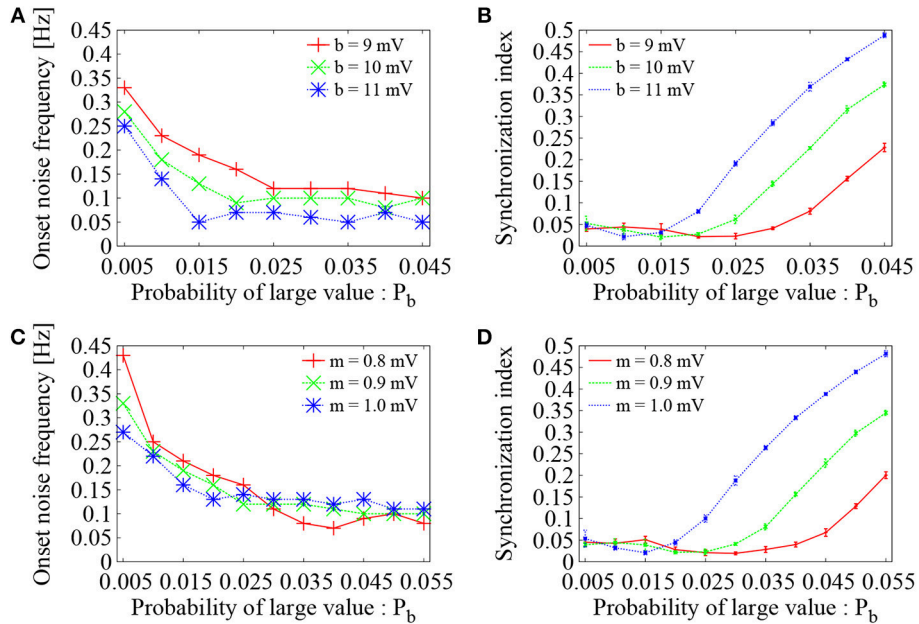 A
Onset noise frequency [Hz]
0.45
0.4
0.35
0.3
0.25
0.2
0.15
0.1
0.05
0
b = 9 mV
b = 10 mV
b = 11 mV
0.005 0.015 0.025 0.035 0.045
Probability of large value : P_b
B
Synchronization index
0.5
0.45
0.4
0.35
0.3
0.25
0.2
0.15
0.1
0.05
0
b = 9 mV
b = 10 mV
b = 11 mV
0.005 0.015 0.025 0.035 0.045
Probability of large value : P_b
C
Onset noise frequency [Hz]
0.45
0.4
0.35
0.3
0.25
0.2
0.15
0.1
0.05
0
m = 0.8 mV
m = 0.9 mV
m = 1.0 mV
0.005 0.015 0.025 0.035 0.045 0.055
Probability of large value : P_b
D
Synchronization index
0.5
0.45
0.4
0.35
0.3
0.25
0.2
0.15
0.1
0.05
0
m = 0.8 mV
m = 0.9 mV
m = 1.0 mV
0.005 0.015 0.025 0.035 0.045 0.055
Probability of large value : P_b